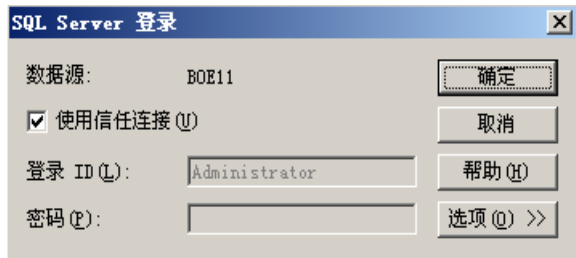 SQL Server 登录
数据源: BOE11 确定
使用信任连接(U) 取消
登录 ID(L): Administrator 帮助(H)
密码(P): 选项(O) >>